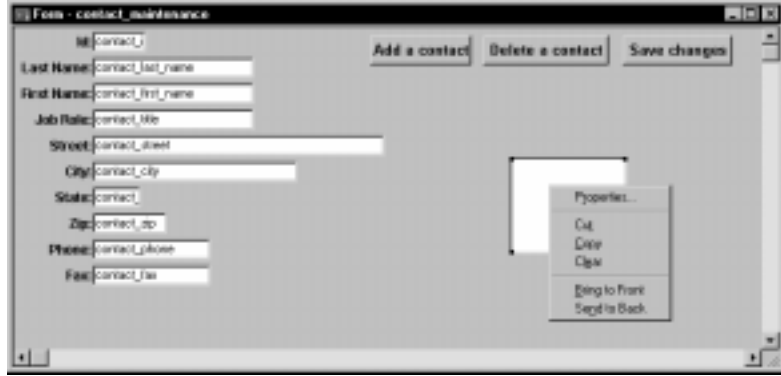 Form - contact_maintenance
Id: contact_i
Add a contact Delete a contact Save changes
Last Name: contact_last_name
First Name: contact_first_name
Job Role: contact_title
Street: contact_street
City: contact_city
State: contact_
Zip: contact_zip
Phone: contact_phone
Fax: contact_fax
Properties...
Cut
Copy
Clear
Bring to Front
Send to Back